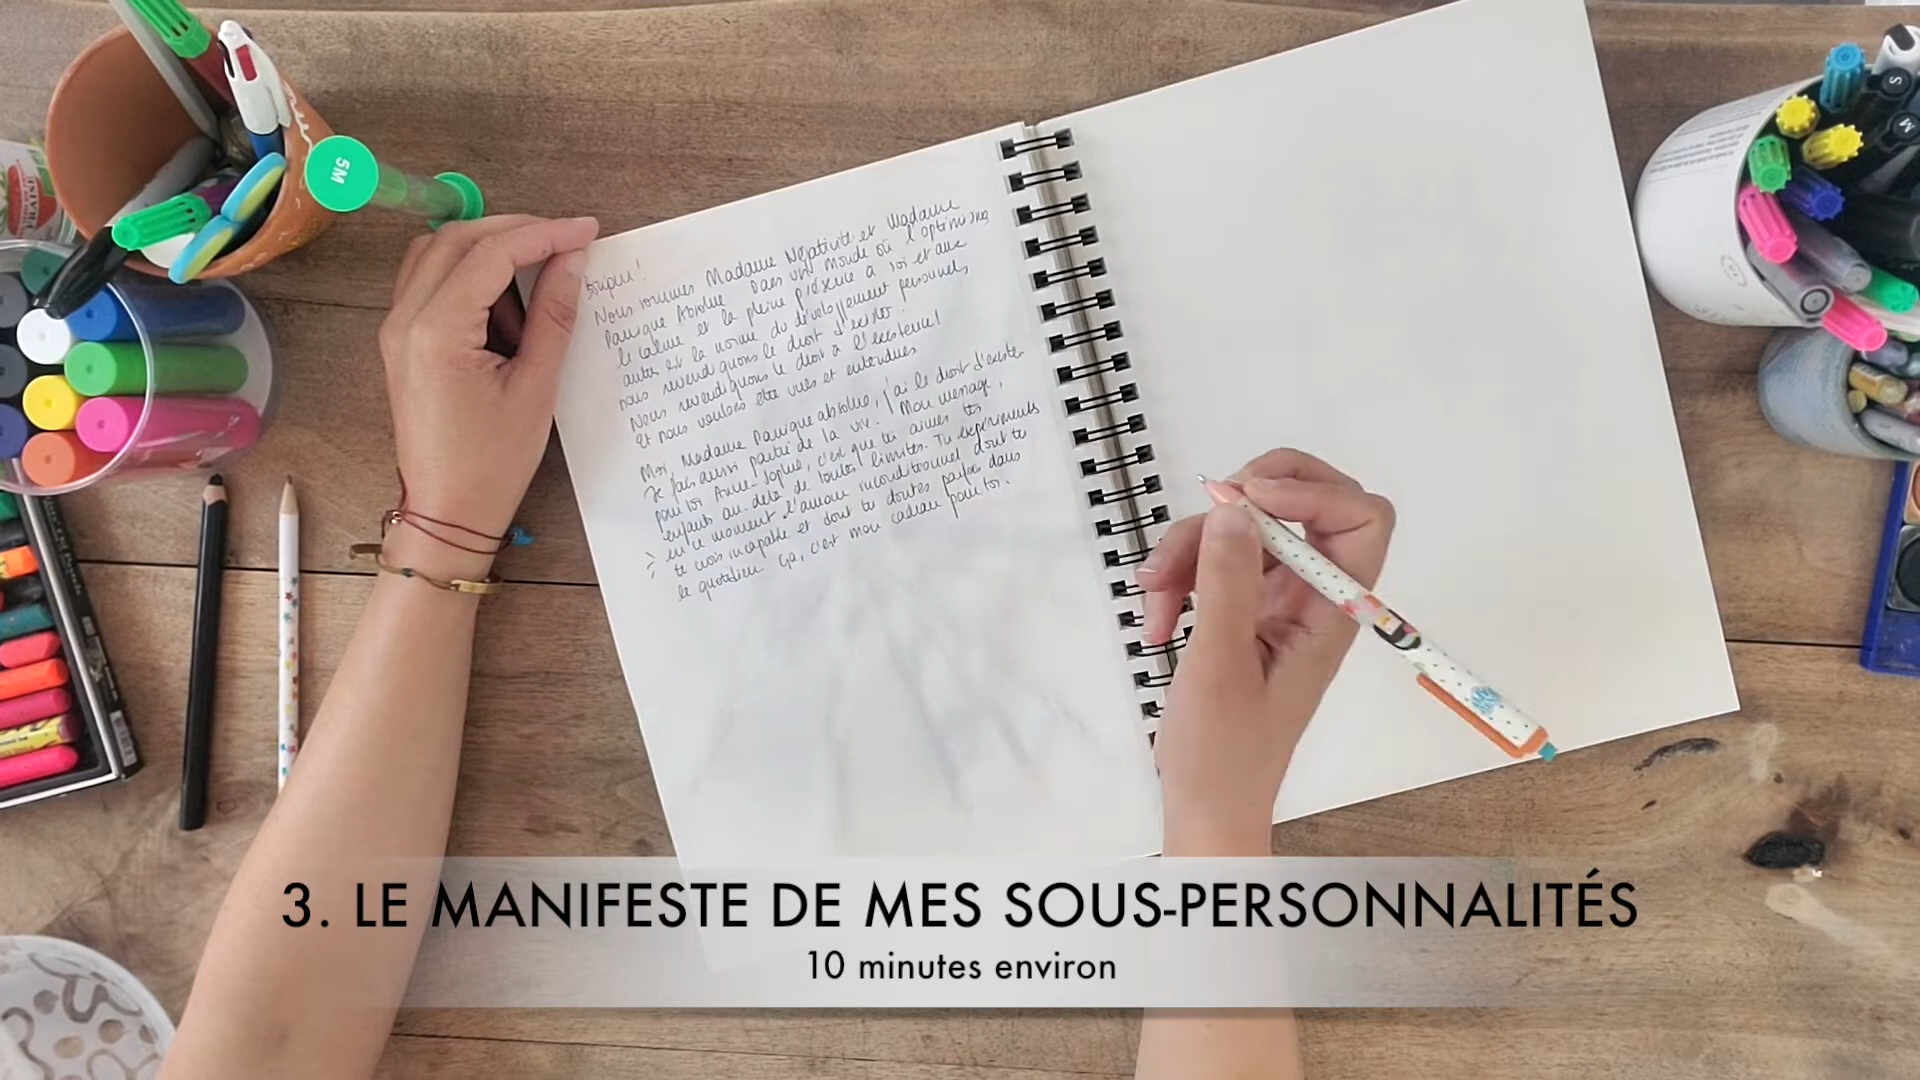 Bonjour!
Nous sommes Madame Négativité et Madame
Panique Absolue. Dans un monde où l'optimisme,
le calme et la pleine présence à soi et aux
autres est la norme du développement personnel,
nous revendiquons le droit d'exister.
Nous revendiquons le droit à l'existence!
Et nous voulons être vues et entendues
Moi, Madame Panique absolue, j'ai le droit d'exister
Je fais aussi partie de la vie. Mon message,
pour toi Anne-Sophie, c'est que tu aimes tes
enfants au-delà de toutes limites. Tu expérimentes
en ce moment l'amour inconditionnel dont tu
te crois incapable et dont tu doutes parfois dans
le quotidien. Ça, c'est mon cadeau pour toi.
5M
FRAISE
S
M
3. LE MANIFESTE DE MES SOUS-PERSONNALITÉS
10 minutes environ